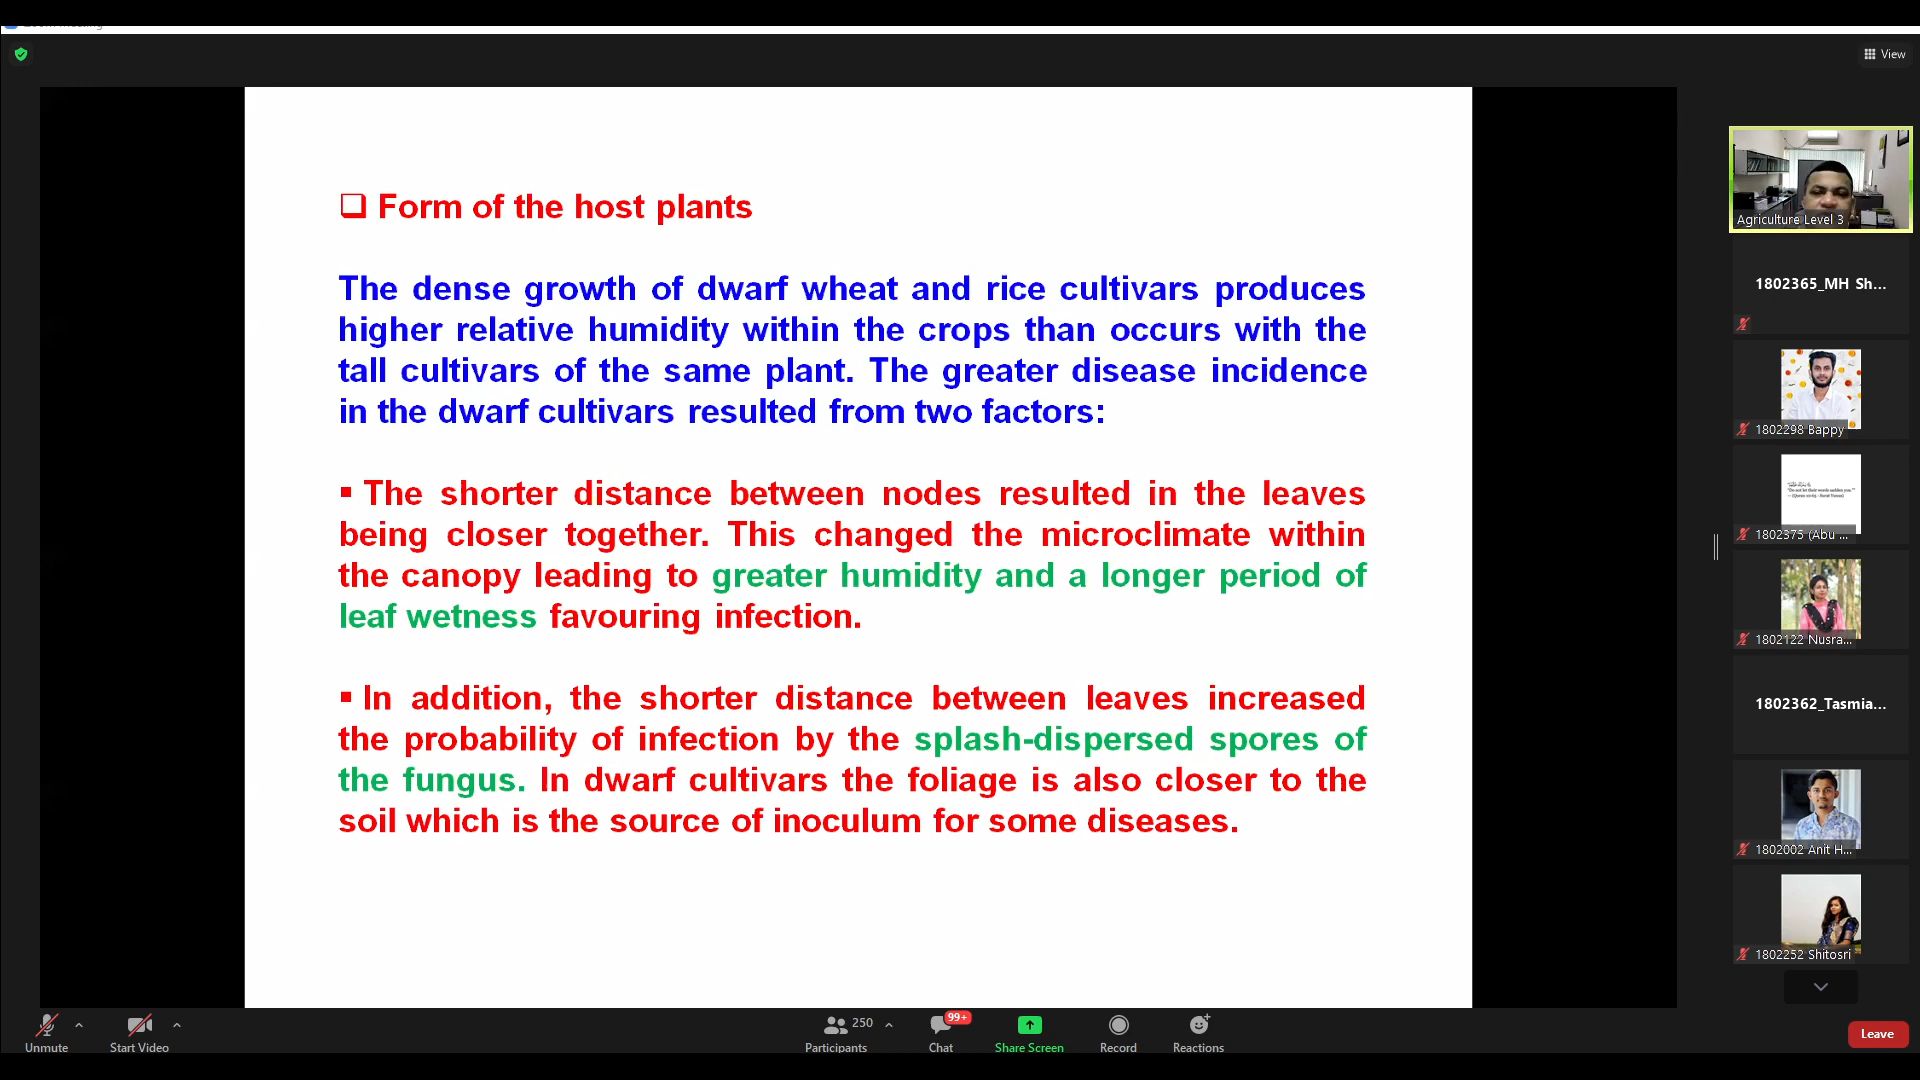 View
❑ Form of the host plants
The dense growth of dwarf wheat and rice cultivars produces
higher relative humidity within the crops than occurs with the
tall cultivars of the same plant. The greater disease incidence
in the dwarf cultivars resulted from two factors:
▪ The shorter distance between nodes resulted in the leaves
being closer together. This changed the microclimate within
the canopy leading to greater humidity and a longer period of
leaf wetness favouring infection.
▪ In addition, the shorter distance between leaves increased
the probability of infection by the splash-dispersed spores of
the fungus. In dwarf cultivars the foliage is also closer to the
soil which is the source of inoculum for some diseases.
Agriculture Level 3
1802365_MH Sh...
1802298 Bappy
1802375 (Abu ...
1802122 Nusra...
1802362_Tasmia...
1802002 Anit H...
1802252 Shitosri
Unmute
Start Video
250
Participants
99+
Chat
Share Screen
Record
Reactions
Leave